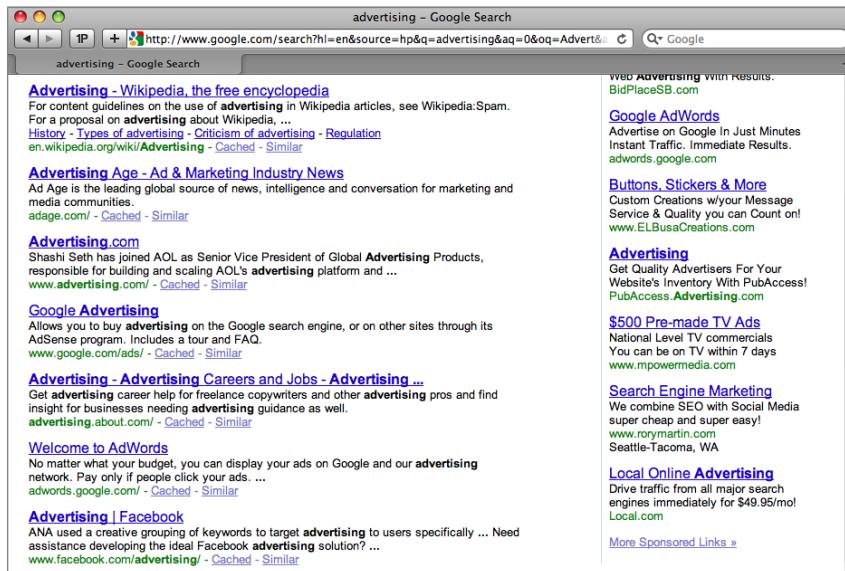 advertising – Google Search
1P
http://www.google.com/search?hl=en&source=hp&q=advertising&aq=0&oq=Advert&
Google
advertising – Google Search
Advertising - Wikipedia, the free encyclopedia
For content guidelines on the use of advertising in Wikipedia articles, see Wikipedia:Spam.
For a proposal on advertising about Wikipedia, ...
History - Types of advertising - Criticism of advertising - Regulation
en.wikipedia.org/wiki/Advertising - Cached - Similar
Advertising Age - Ad & Marketing Industry News
Ad Age is the leading global source of news, intelligence and conversation for marketing and
media communities.
adage.com/ - Cached - Similar
Advertising.com
Shashi Seth has joined AOL as Senior Vice President of Global Advertising Products,
responsible for building and scaling AOL's advertising platform and ...
www.advertising.com/ - Cached - Similar
Google Advertising
Allows you to buy advertising on the Google search engine, or on other sites through its
AdSense program. Includes a tour and FAQ.
www.google.com/ads/ - Cached - Similar
Advertising - Advertising Careers and Jobs - Advertising ...
Get advertising career help for freelance copywriters and other advertising pros and find
insight for businesses needing advertising guidance as well.
advertising.about.com/ - Cached - Similar
Welcome to AdWords
No matter what your budget, you can display your ads on Google and our advertising
network. Pay only if people click your ads. ...
adwords.google.com/ - Cached - Similar
Advertising | Facebook
ANA used a creative grouping of keywords to target advertising to users specifically ... Need
assistance developing the ideal Facebook advertising solution? ...
www.facebook.com/advertising/ - Cached - Similar
Web Advertising With Results.
BidPlaceSB.com
Google AdWords
Advertise on Google In Just Minutes
Instant Traffic. Immediate Results.
adwords.google.com
Buttons, Stickers & More
Custom Creations w/your Message
Service & Quality you can Count on!
www.ELBusaCreations.com
Advertising
Get Quality Advertisers For Your
Website's Inventory With PubAccess!
PubAccess.Advertising.com
$500 Pre-made TV Ads
National Level TV commercials
You can be on TV within 7 days
www.mpowermedia.com
Search Engine Marketing
We combine SEO with Social Media
super cheap and super easy!
www.rorymartin.com
Seattle-Tacoma, WA
Local Online Advertising
Drive traffic from all major search
engines immediately for $49.95/mo!
Local.com
More Sponsored Links »